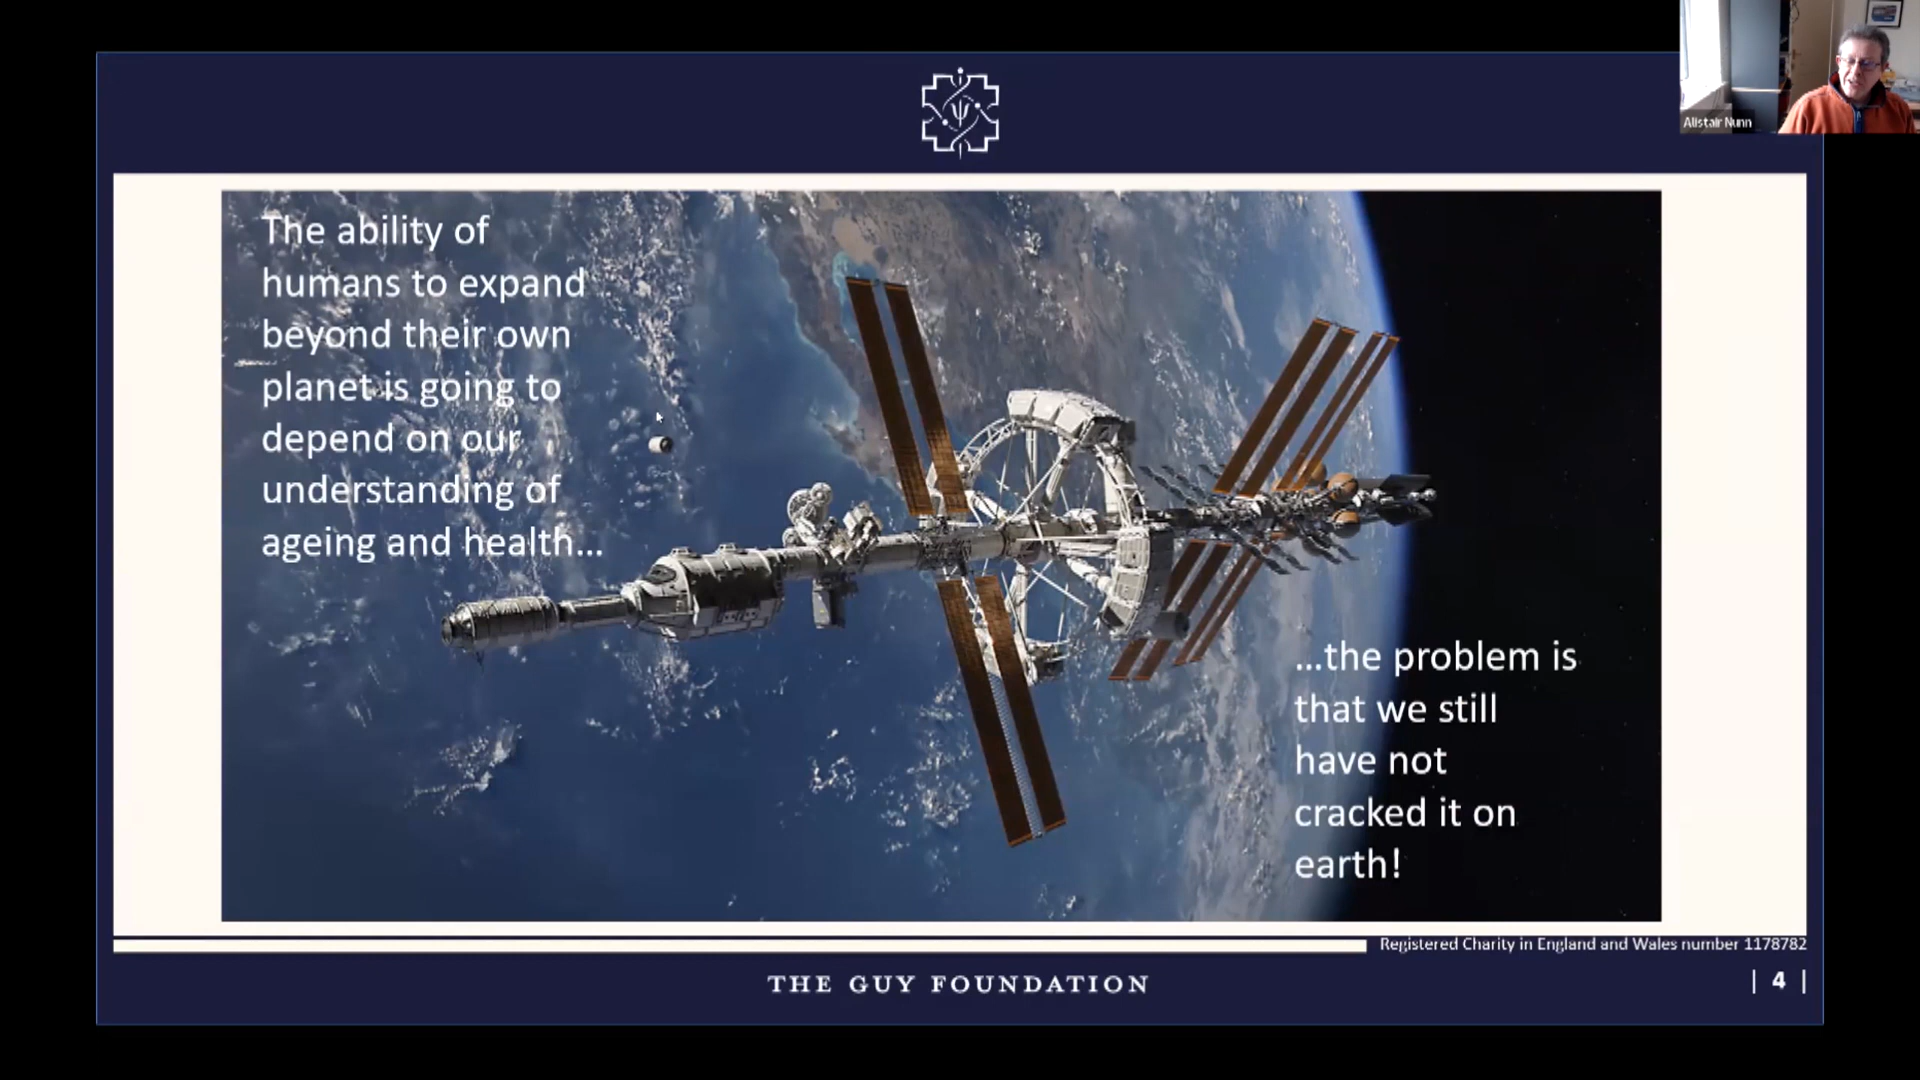 Alistair Nunn
The ability of
humans to expand
beyond their own
planet is going to
depend on our
understanding of
ageing and health...
...the problem is
that we still
have not
cracked it on
earth!
Registered Charity in England and Wales number 1178782
THE GUY FOUNDATION
| 4 |